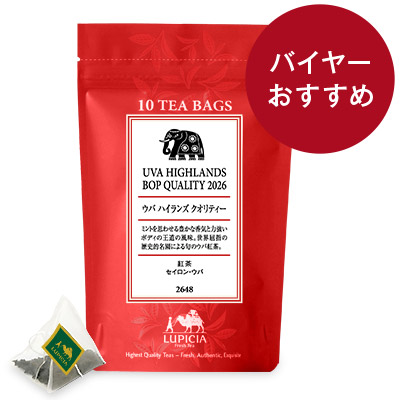 バイヤー
おすすめ
10 TEA BAGS
UVA HIGHLANDS
BOP QUALITY 2026
ウバ ハイランズ クオリティー
ミントを思わせる豊かな香気と力強い
ボディの王道の風味。世界屈指の
歴史的名園による旬のウバ紅茶。
紅茶
セイロン・ウバ
2648
LUPICIA
Fresh Tea
Highest Quality Teas – Fresh, Authentic, Exquisite
LUPICIA